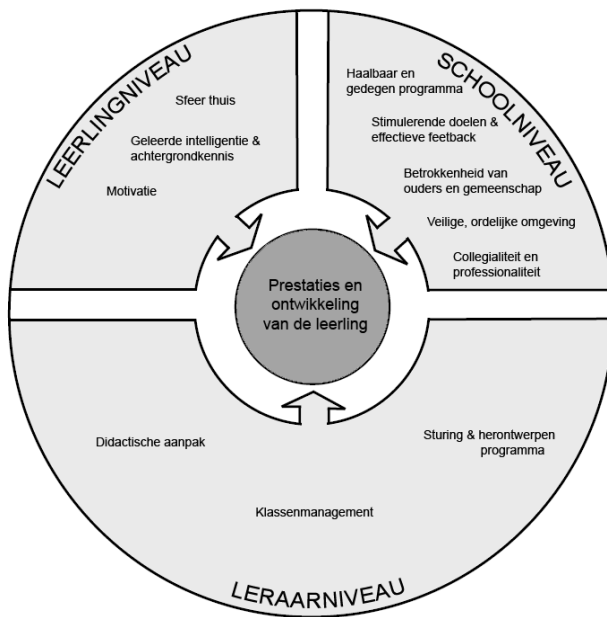 LEERLINGNIVEAU
Sfeer thuis
Geleerde intelligentie &
achtergrondkennis
Motivatie
SCHOOLNIVEAU
Haalbaar en
gedegen programma
Stimulerende doelen &
effectieve feetback
Betrokkenheid van
ouders en gemeenschap
Veilige, ordelijke omgeving
Collegialiteit en
professionaliteit
Prestaties en
ontwikkeling
van de leerling
Didactische aanpak
Sturing & herontwerpen
programma
Klassenmanagement
LERAARNIVEAU